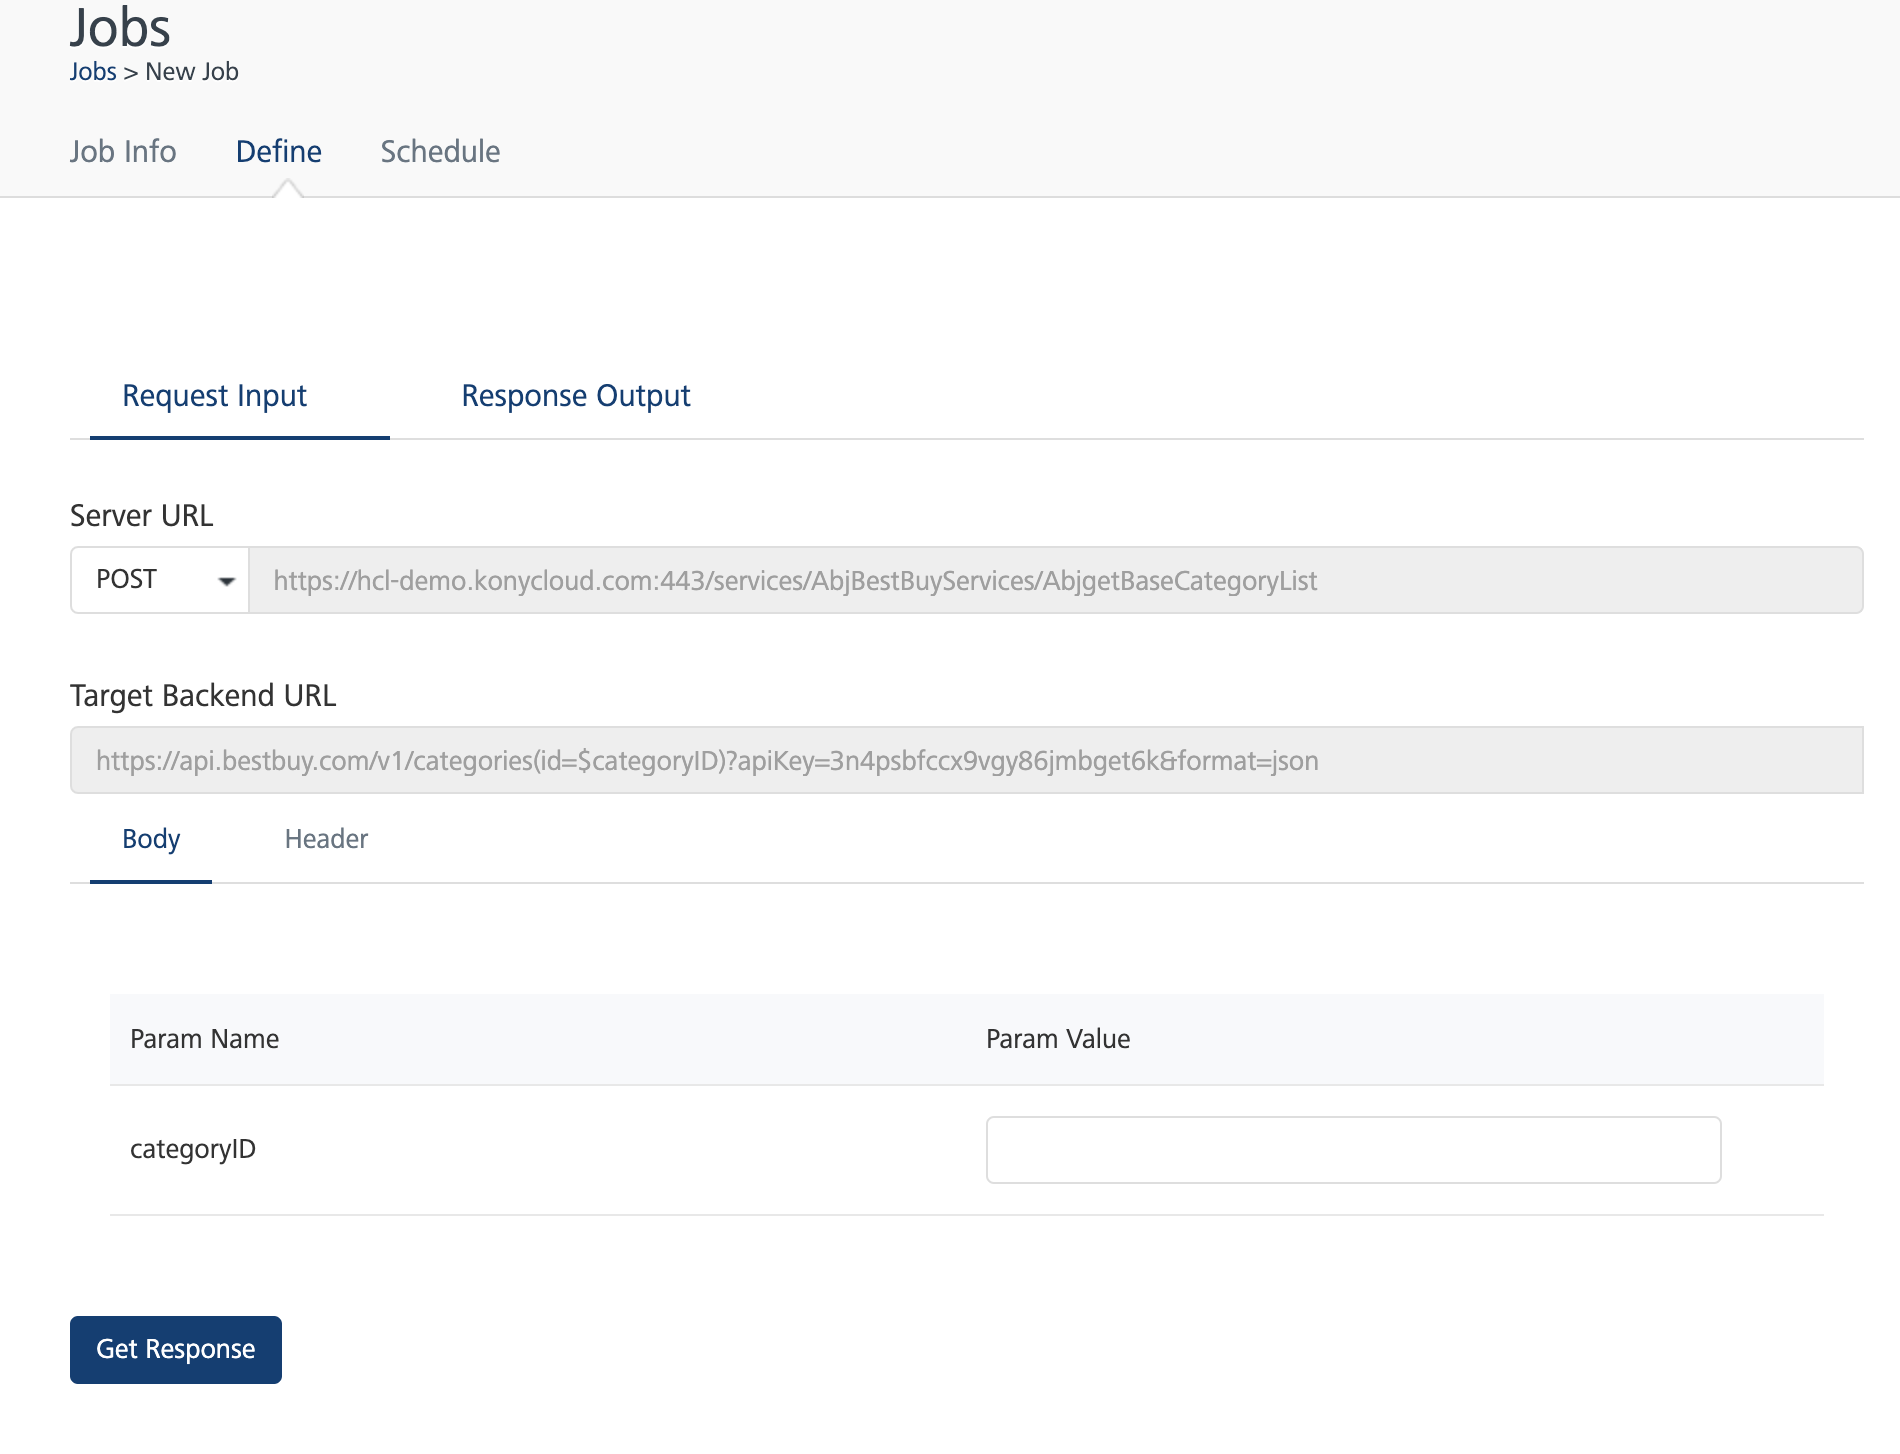 Jobs
Jobs > New Job
Job Info Define Schedule
Request Input Response Output
Server URL
POST https://hcl-demo.konycloud.com:443/services/AbjBestBuyServices/AbjgetBaseCategoryList
Target Backend URL
https://api.bestbuy.com/v1/categories(id=$categoryID)?apiKey=3n4psbfccx9vgy86jmbget6k&format=json
Body Header
Param Name Param Value
categoryID
Get Response